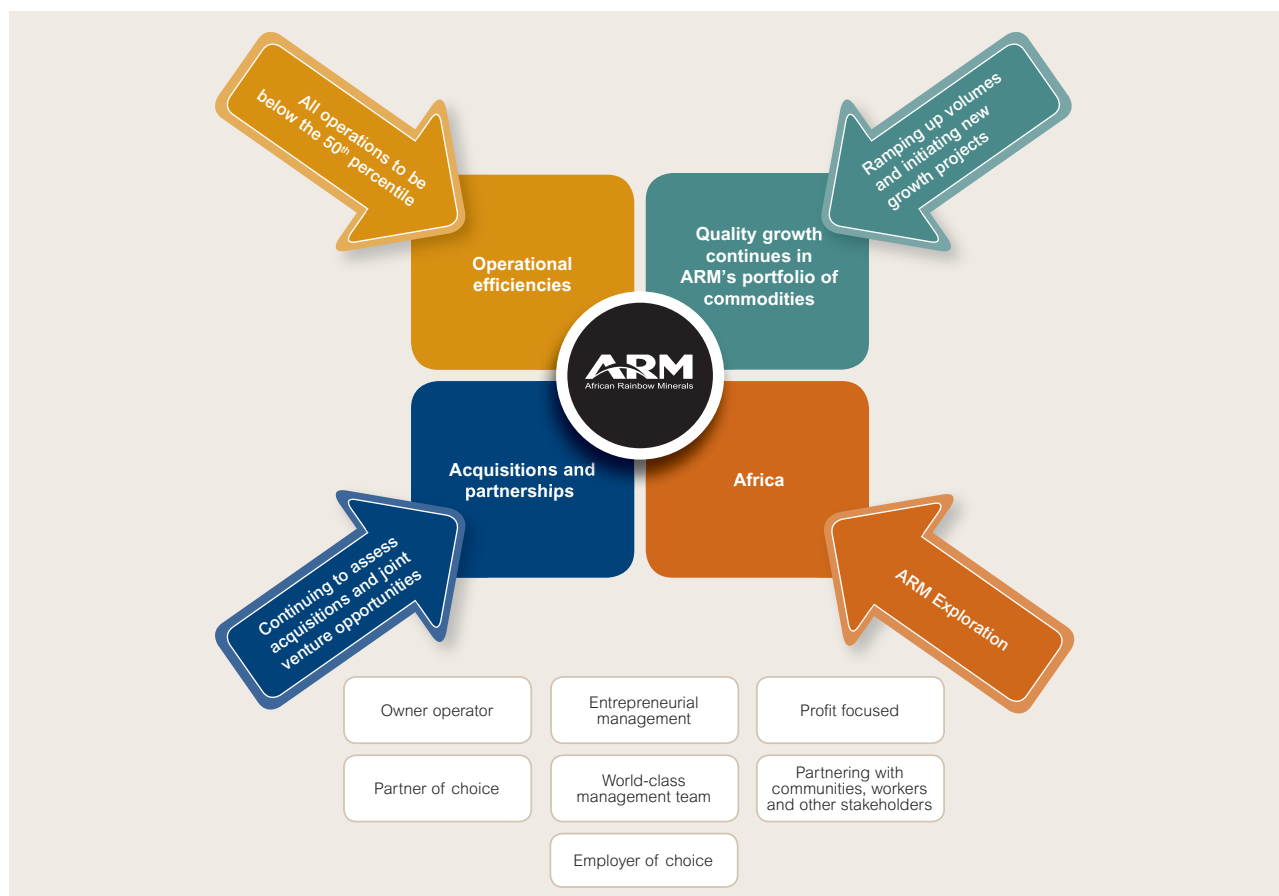 All operations to be
below the 50th percentile
Ramping up volumes
and initiating new
growth projects
Operational
efficiencies
Quality growth
continues in
ARM's portfolio of
commodities
ARM
African Rainbow Minerals
Acquisitions and
partnerships
Africa
Continuing to assess
acquisitions and joint
venture opportunities
ARM Exploration
Owner operator
Entrepreneurial
management
Profit focused
Partner of choice
World-class
management team
Partnering with
communities, workers
and other stakeholders
Employer of choice